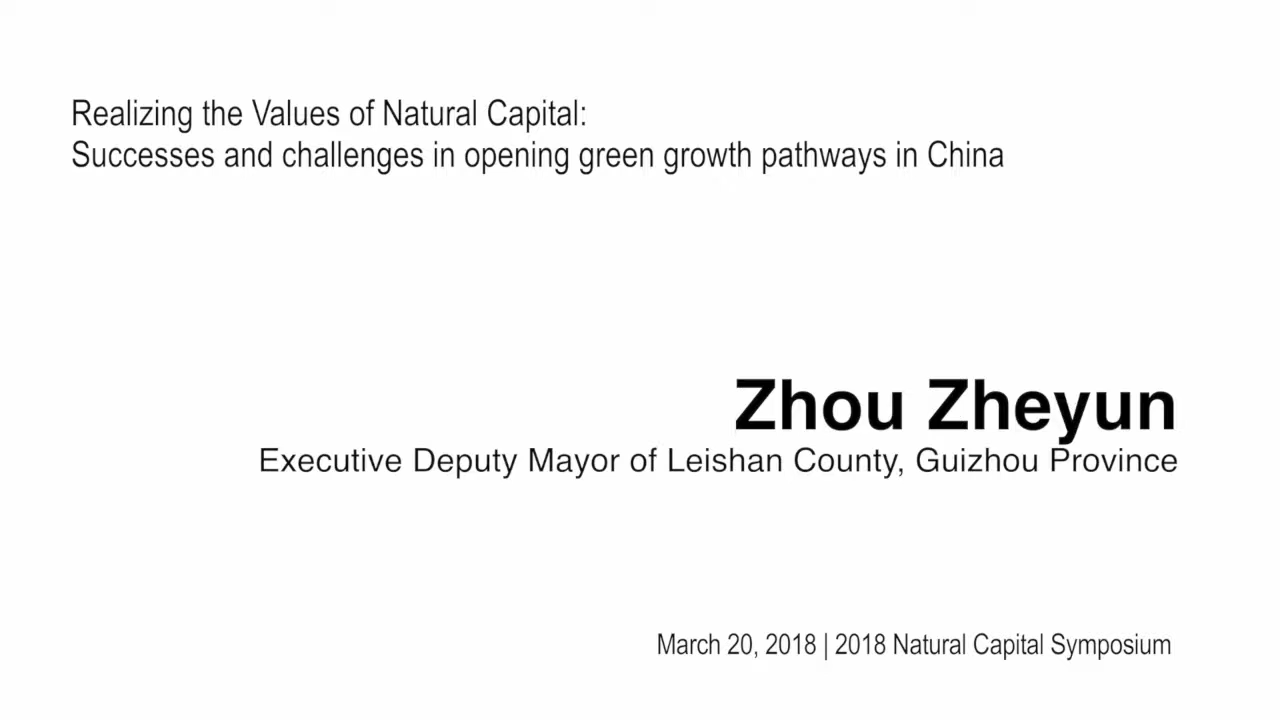 Realizing the Values of Natural Capital:
Successes and challenges in opening green growth pathways in China
Zhou Zheyun
Executive Deputy Mayor of Leishan County, Guizhou Province
March 20, 2018 | 2018 Natural Capital Symposium